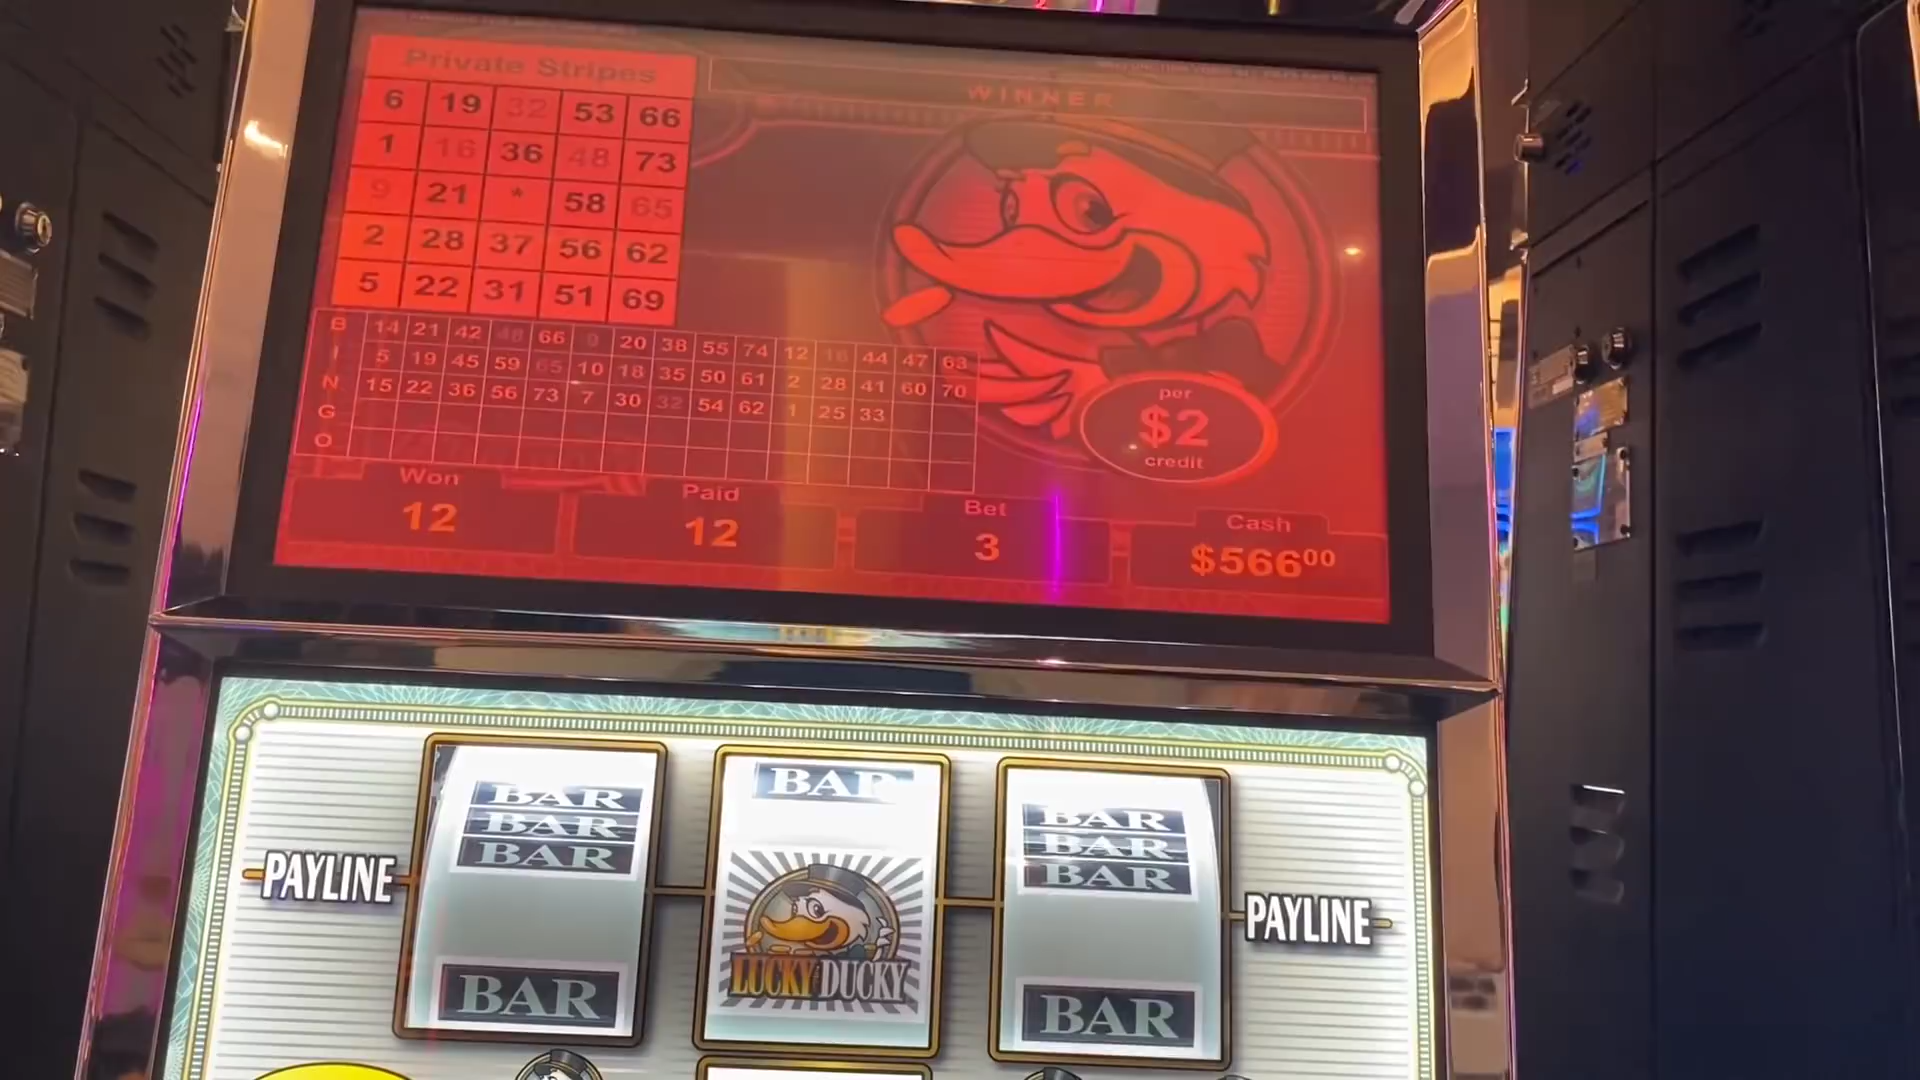 Private Stripes
6 19 32 53 66
1 16 36 48 73
9 21 * 58 65
2 28 37 56 62
5 22 31 51 69
WINNER
B 14 21 42 48 66 9 20 38 55 74 12 16 44 47 63
I 5 19 45 59 65 10 18 35 50 61 2 28 41 60 70
N 15 22 36 56 73 7 30 32 54 62 1 25 33
G
O
per
$2
credit
Won
12
Paid
12
Bet
3
Cash
$56600
BAR
BAR
BAR
BAR
BAR
BAR
BAR
PAYLINE
PAYLINE
LUCKY DUCKY
BAR
BAR